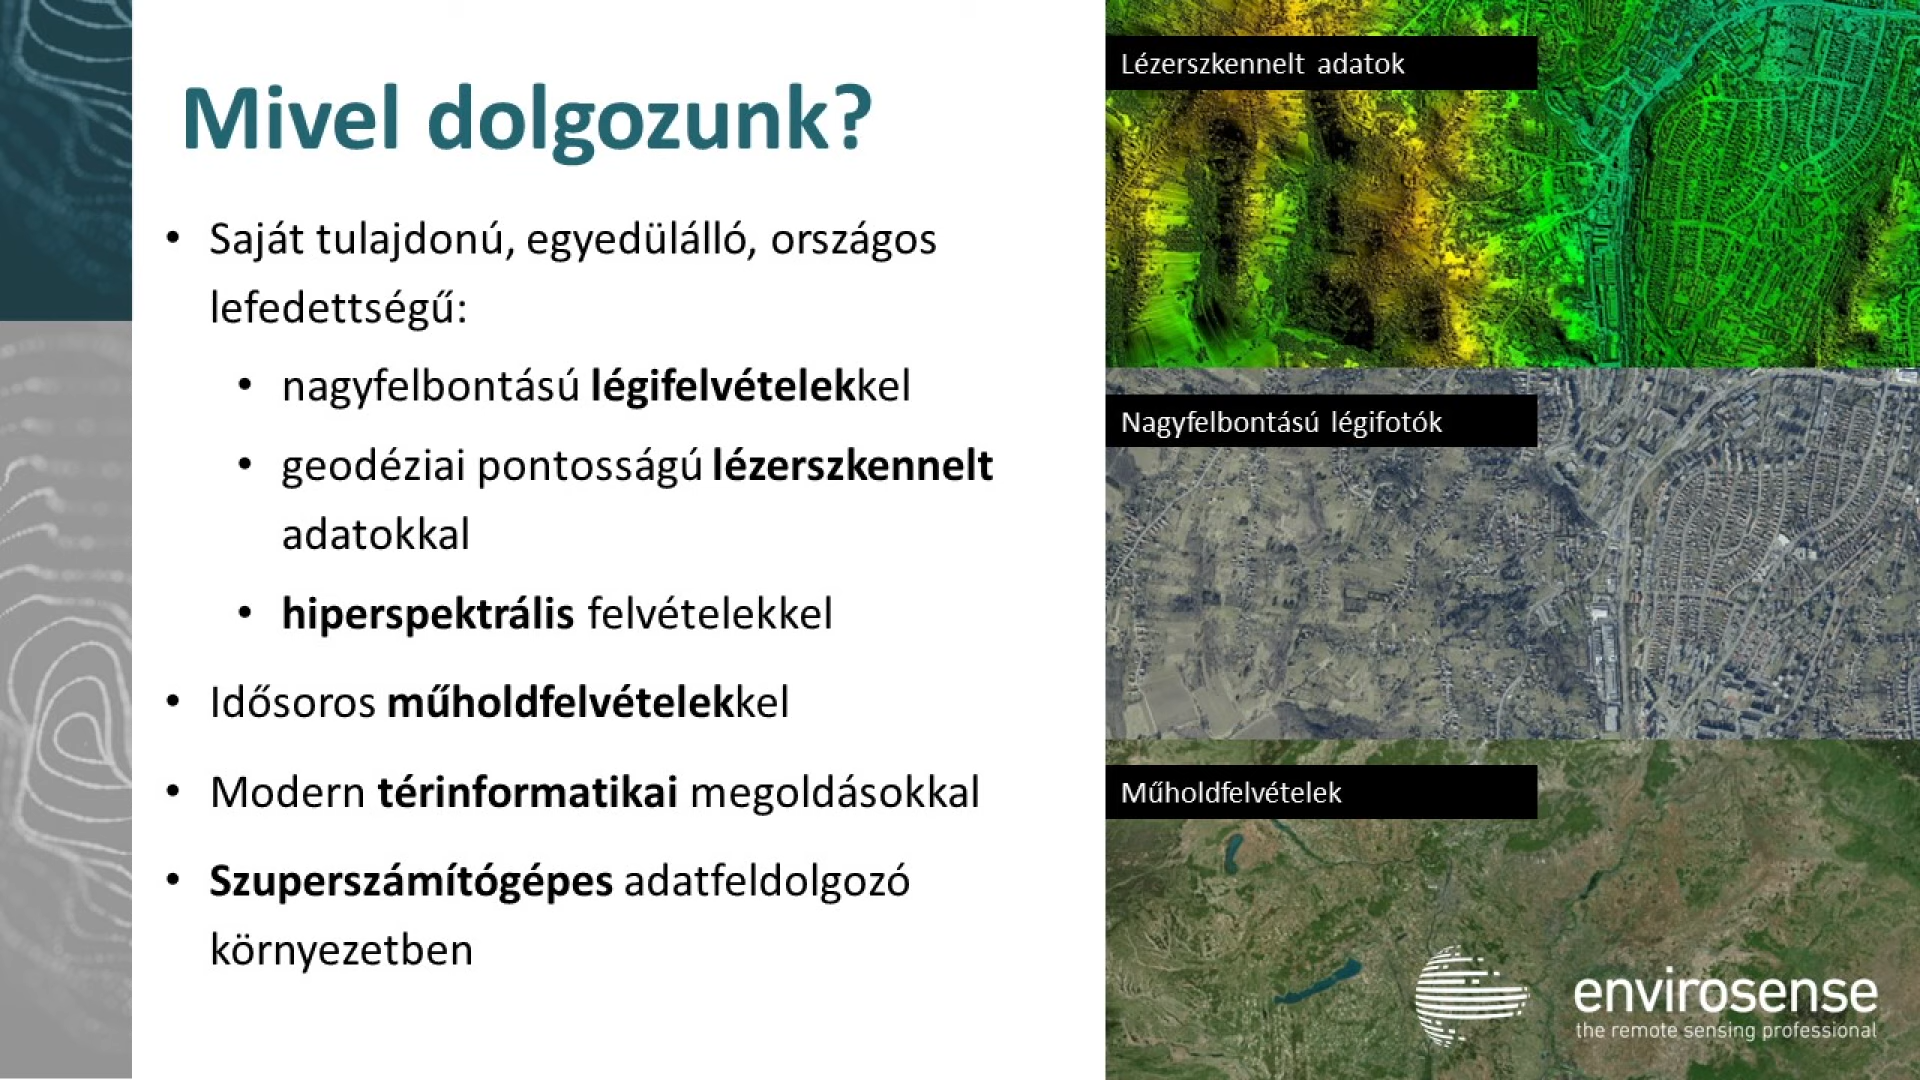 Mivel dolgozunk?
• Saját tulajdonú, egyedülálló, országos
lefedettségű:
• nagyfelbontású légifelvételekkel
• geodéziai pontosságú lézerszkennelt
adatokkal
• hiperspektrális felvételekkel
• Idősoros műholdfelvételekkel
• Modern térinformatikai megoldásokkal
• Szuperszámítógépes adatfeldolgozó
környezetben
Lézerszkennelt adatok
Nagyfelbontású légifotók
Műholdfelvételek
envirosense
the remote sensing professional